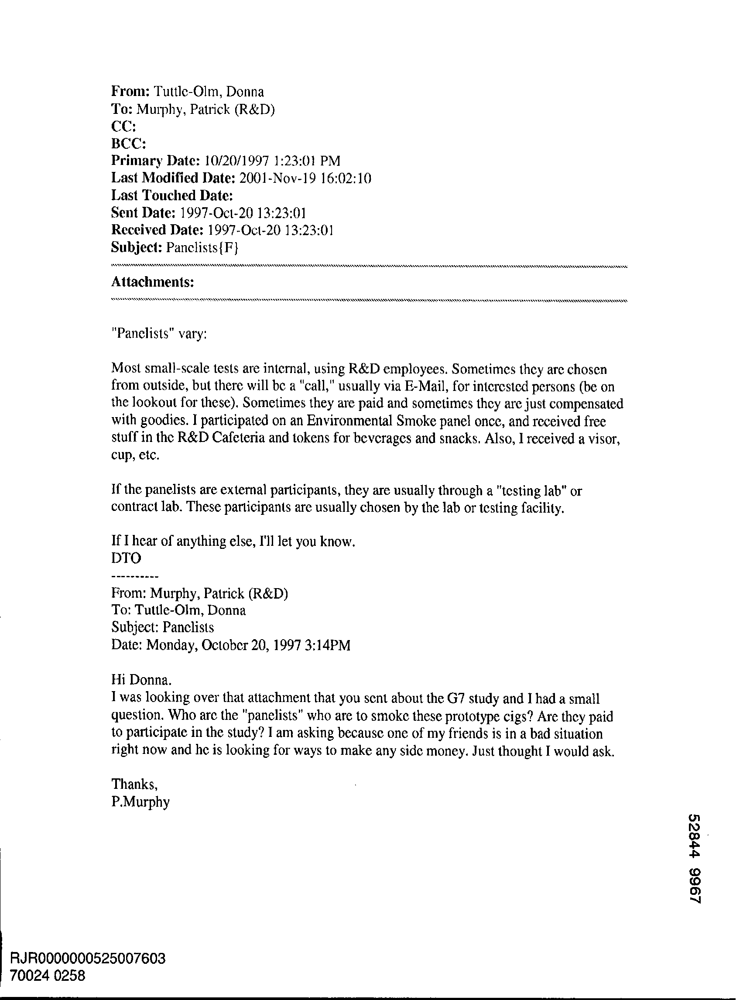 From: Tuttle-Olm, Donna
To: Murphy, Patrick (R&D)
CC:
BCC:
Primary Date: 10/20/1997 1:23:01 PM
Last Modified Date: 2001-Nov-19 16:02:10
Last Touched Date:
Sent Date: 1997-Oct-20 13:23:01
Received Date: 1997-Oct-20 13:23:01
Subject: Panelists{F}
Attachments:
"Panelists" vary:
Most small-scale tests are internal, using R&D employees. Sometimes they are chosen
from outside, but there will be a "call," usually via E-Mail, for interested persons (be on
the lookout for these). Sometimes they are paid and sometimes they are just compensated
with goodies. I participated on an Environmental Smoke panel once, and received free
stuff in the R&D Cafeteria and tokens for beverages and snacks. Also, I received a visor,
cup, etc.
If the panelists are external participants, they are usually through a "testing lab" or
contract lab. These participants are usually chosen by the lab or testing facility.
If I hear of anything else, I'll let you know.
DTO
----------
From: Murphy, Patrick (R&D)
To: Tuttle-Olm, Donna
Subject: Panelists
Date: Monday, October 20, 1997 3:14PM
Hi Donna.
I was looking over that attachment that you sent about the G7 study and I had a small
question. Who are the "panelists" who are to smoke these prototype cigs? Are they paid
to participate in the study? I am asking because one of my friends is in a bad situation
right now and he is looking for ways to make any side money. Just thought I would ask.
Thanks,
P.Murphy
52844 9967
RJR0000000525007603
70024 0258